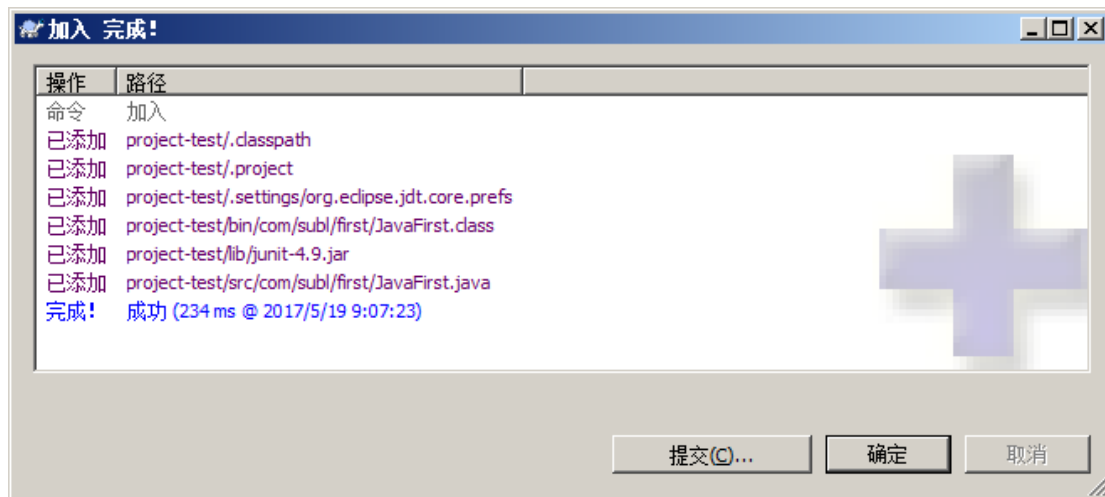 加入 完成!
操作 路径
命令 加入
已添加 project-test/.classpath
已添加 project-test/.project
已添加 project-test/.settings/org.eclipse.jdt.core.prefs
已添加 project-test/bin/com/subl/first/JavaFirst.class
已添加 project-test/lib/junit-4.9.jar
已添加 project-test/src/com/subl/first/JavaFirst.java
完成! 成功 (234 ms @ 2017/5/19 9:07:23)
提交(C)... 确定 取消